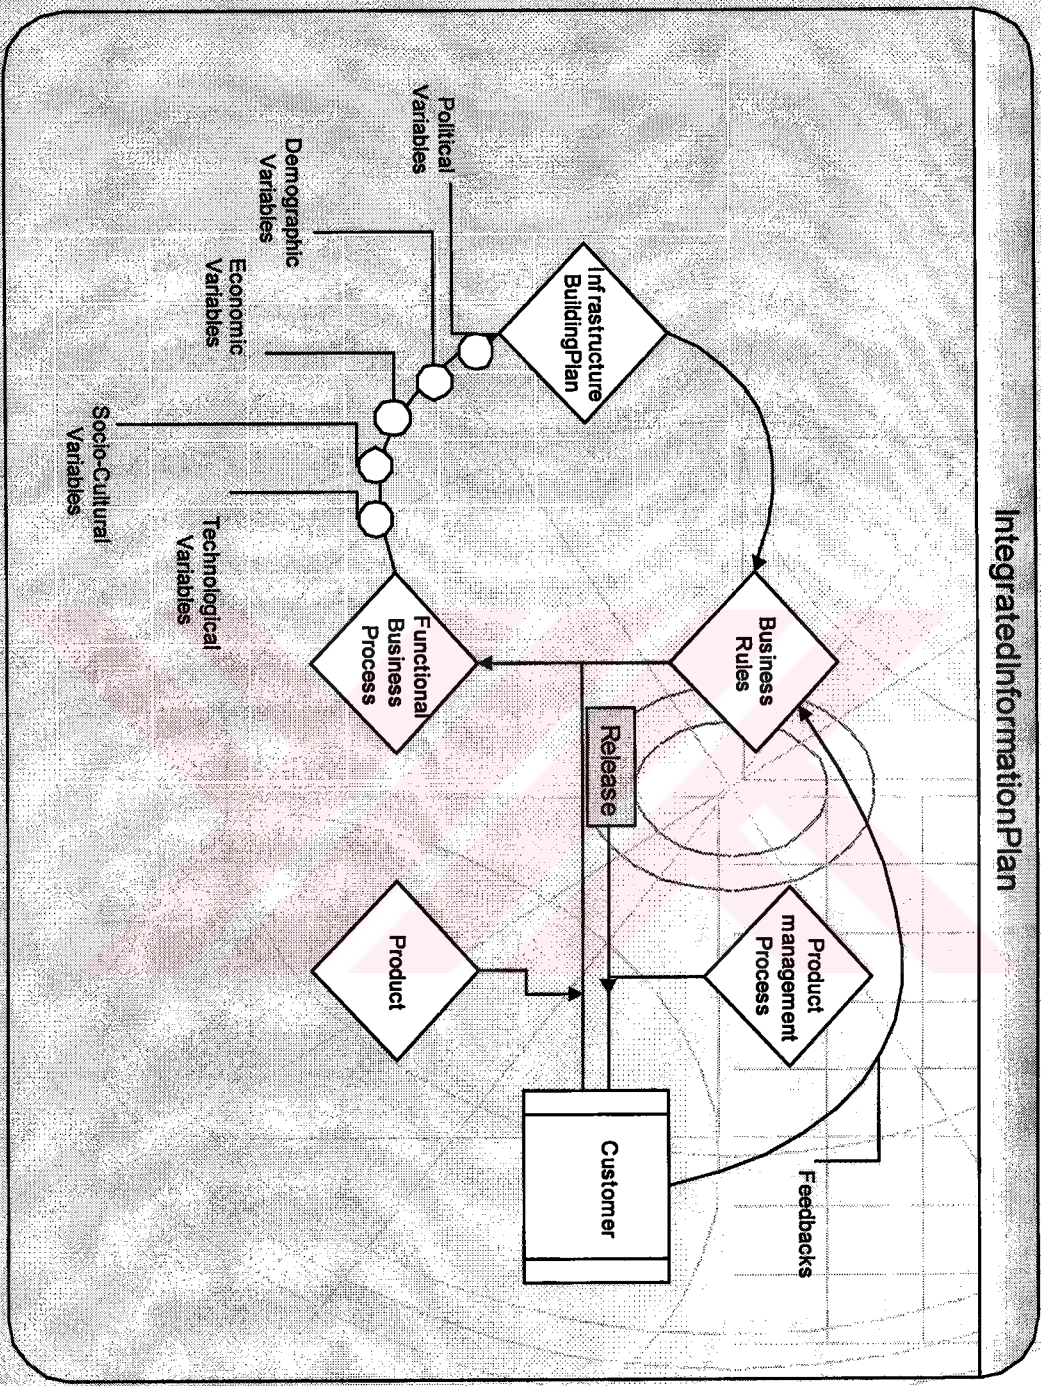 IntegratedInformationPlan
Infrastructure
BuildingPlan
Business
Rules
Product
management
Process
Feedbacks
Political
Variables
Demographic
Variables
Economic
Variables
Socio-Cultural
Variables
Technological
Variables
Functional
Business
Process
Release
Product
Customer